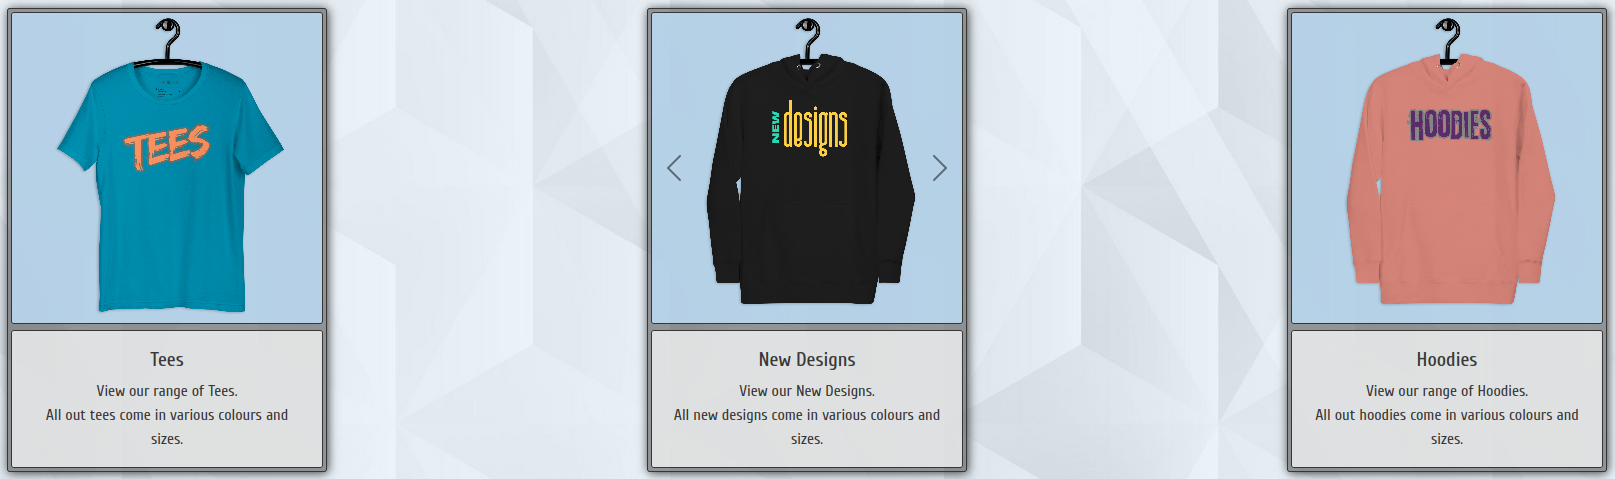 TEES
Tees
View our range of Tees.
All out tees come in various colours and
sizes.
NEW designs
New Designs
View our New Designs.
All new designs come in various colours and
sizes.
HOODIES
Hoodies
View our range of Hoodies.
All out hoodies come in various colours and
sizes.